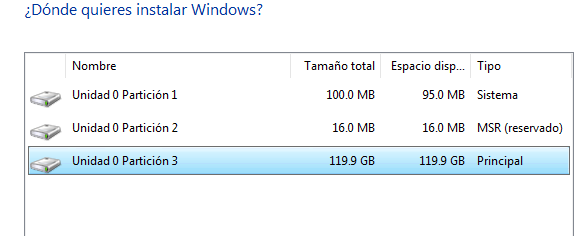 ¿Dónde quieres instalar Windows?
Nombre Tamaño total Espacio disp... Tipo
Unidad 0 Partición 1 100.0 MB 95.0 MB Sistema
Unidad 0 Partición 2 16.0 MB 16.0 MB MSR (reservado)
Unidad 0 Partición 3 119.9 GB 119.9 GB Principal